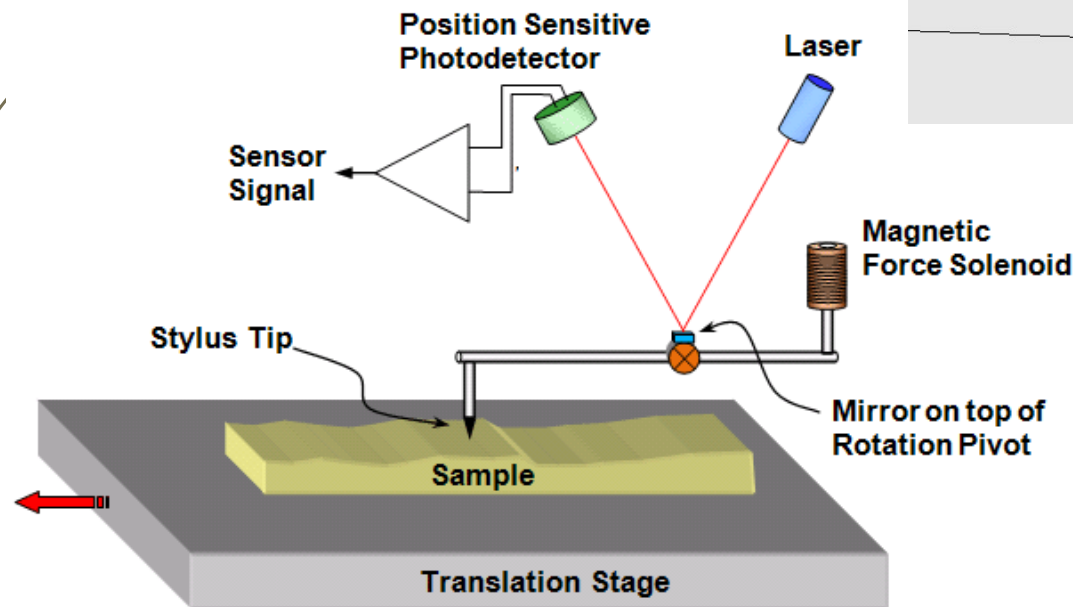 Position Sensitive
Photodetector
Laser
Sensor
Signal
Magnetic
Force Solenoid
Stylus Tip
Mirror on top of
Rotation Pivot
Sample
Translation Stage